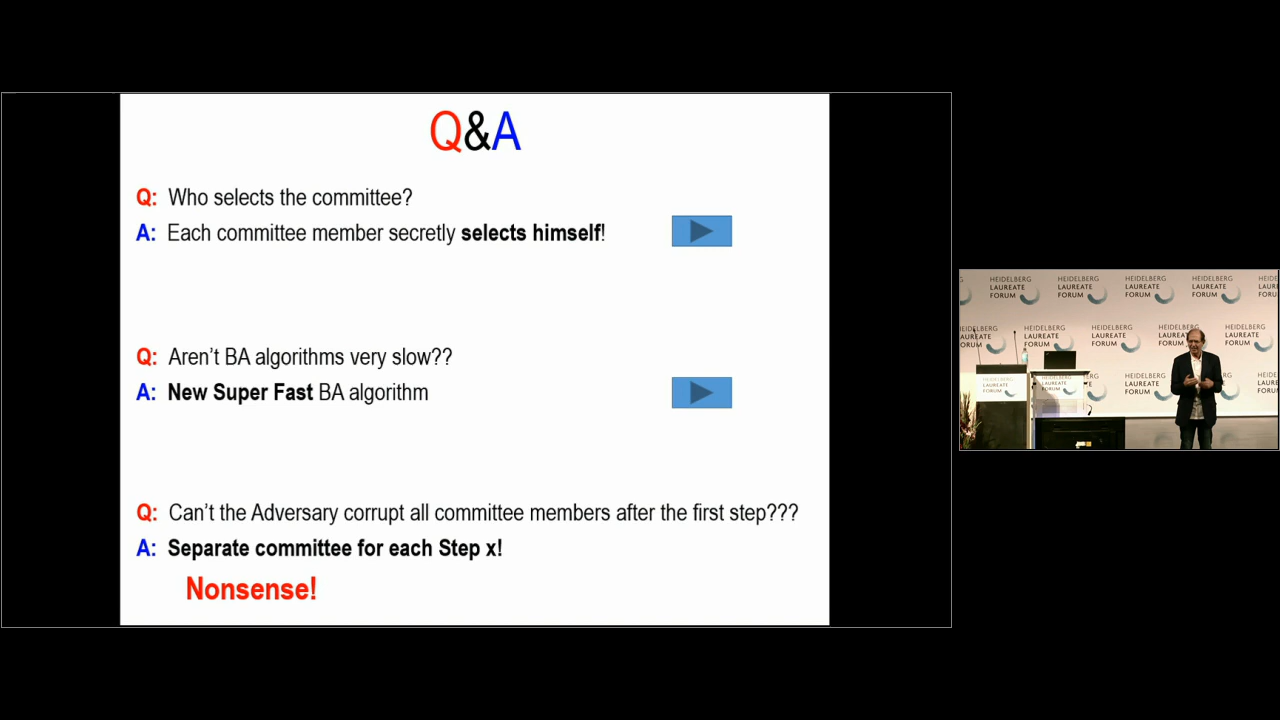 Q&A
Q: Who selects the committee?
A: Each committee member secretly selects himself!
Q: Aren't BA algorithms very slow??
A: New Super Fast BA algorithm
Q: Can't the Adversary corrupt all committee members after the first step???
A: Separate committee for each Step x!
Nonsense!
HEIDELBERG LAUREATE FORUM